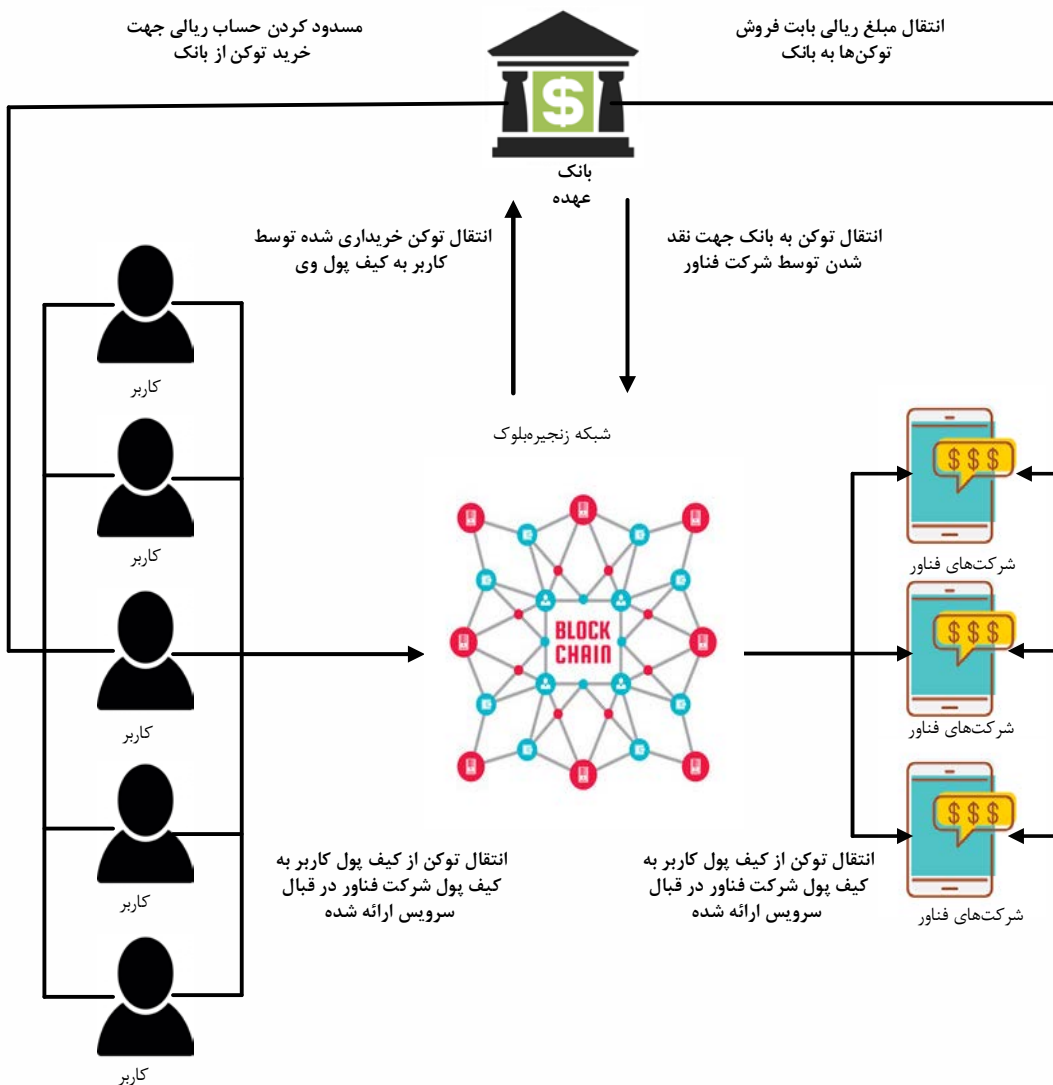 انتقال مبلغ ریالی بابت فروش
توکن‌ها به بانک
مسدود کردن حساب ریالی جهت
خرید توکن از بانک
$
بانک
عهده
انتقال توکن به بانک جهت نقد
شدن توسط شرکت فناور
انتقال توکن خریداری شده توسط
کاربر به کیف پول وی
کاربر
شبکه زنجیره‌بلوک
$ $ $
کاربر
شرکت‌های فناور
BLOCK
CHAIN
$ $ $
کاربر
شرکت‌های فناور
$ $ $
انتقال توکن از کیف پول کاربر به
کیف پول شرکت فناور در قبال
سرویس ارائه شده
انتقال توکن از کیف پول کاربر به
کیف پول شرکت فناور در قبال
سرویس ارائه شده
کاربر
شرکت‌های فناور
کاربر